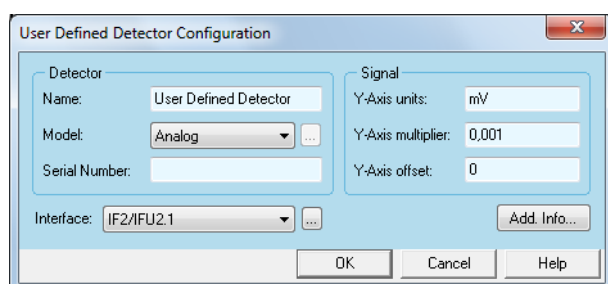 User Defined Detector Configuration
Detector
Name: User Defined Detector
Model: Analog ...
Serial Number:
Signal
Y-Axis units: mV
Y-Axis multiplier: 0,001
Y-Axis offset: 0
Interface: IF2/IFU2.1 ...
Add. Info...
OK Cancel Help